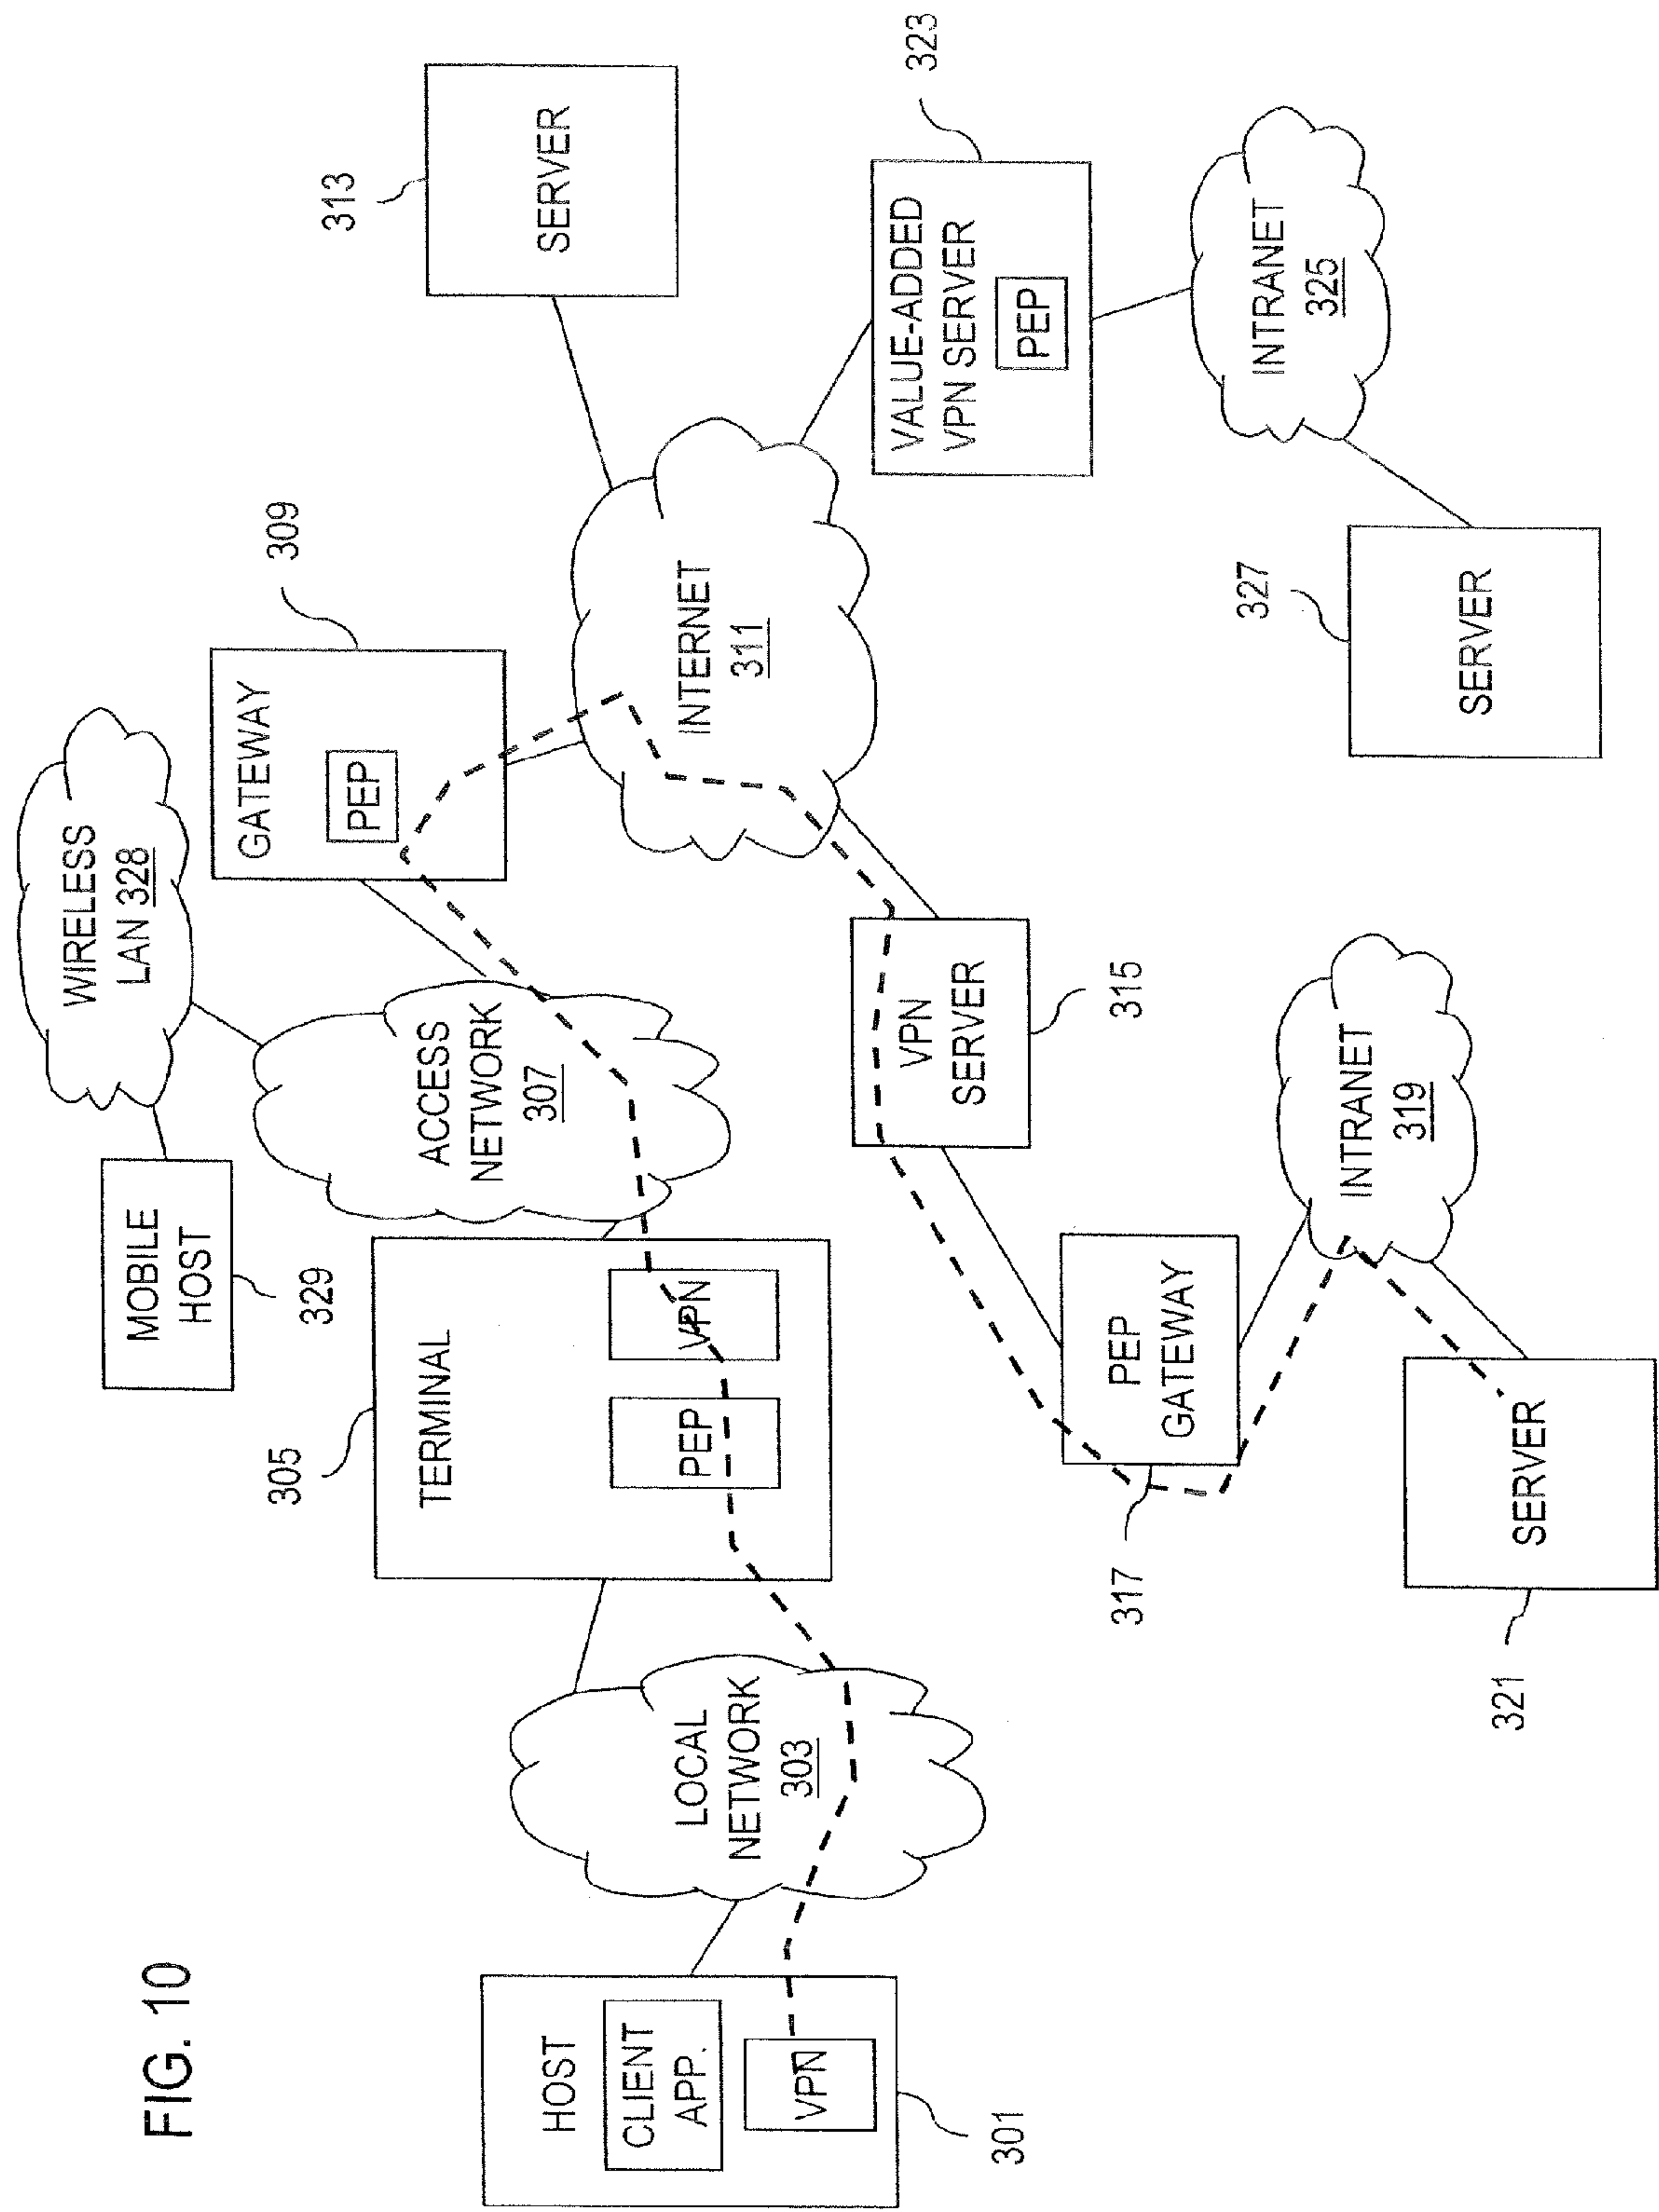 FIG. 10
HOST
CLIENT
APP.
VPN
301
LOCAL
NETWORK
303
305
TERMINAL
PEP
VPN
MOBILE
HOST
329
WIRELESS
LAN 328
ACCESS
NETWORK
307
GATEWAY
PEP
309
INTERNET
311
313
SERVER
VALUE-ADDED
VPN SERVER
PEP
323
INTRANET
325
327
SERVER
VPN
SERVER
315
PEP
GATEWAY
317
INTRANET
319
SERVER
321